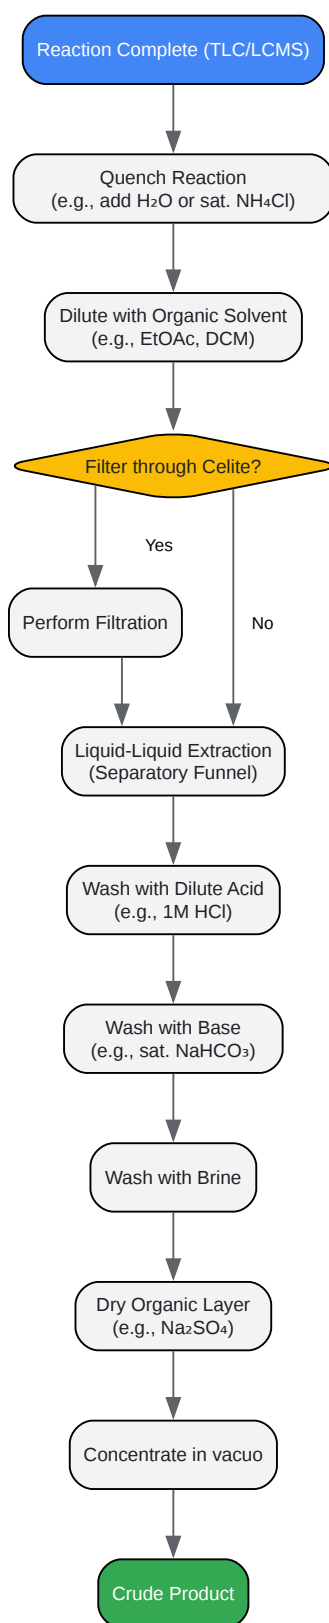 Reaction Complete (TLC/LCMS)
Quench Reaction
(e.g., add H₂O or sat. NH₄Cl)
Dilute with Organic Solvent
(e.g., EtOAc, DCM)
Filter through Celite?
Yes
Perform Filtration
No
Liquid-Liquid Extraction
(Separatory Funnel)
Wash with Dilute Acid
(e.g., 1M HCl)
Wash with Base
(e.g., sat. NaHCO₃)
Wash with Brine
Dry Organic Layer
(e.g., Na₂SO₄)
Concentrate in vacuo
Crude Product